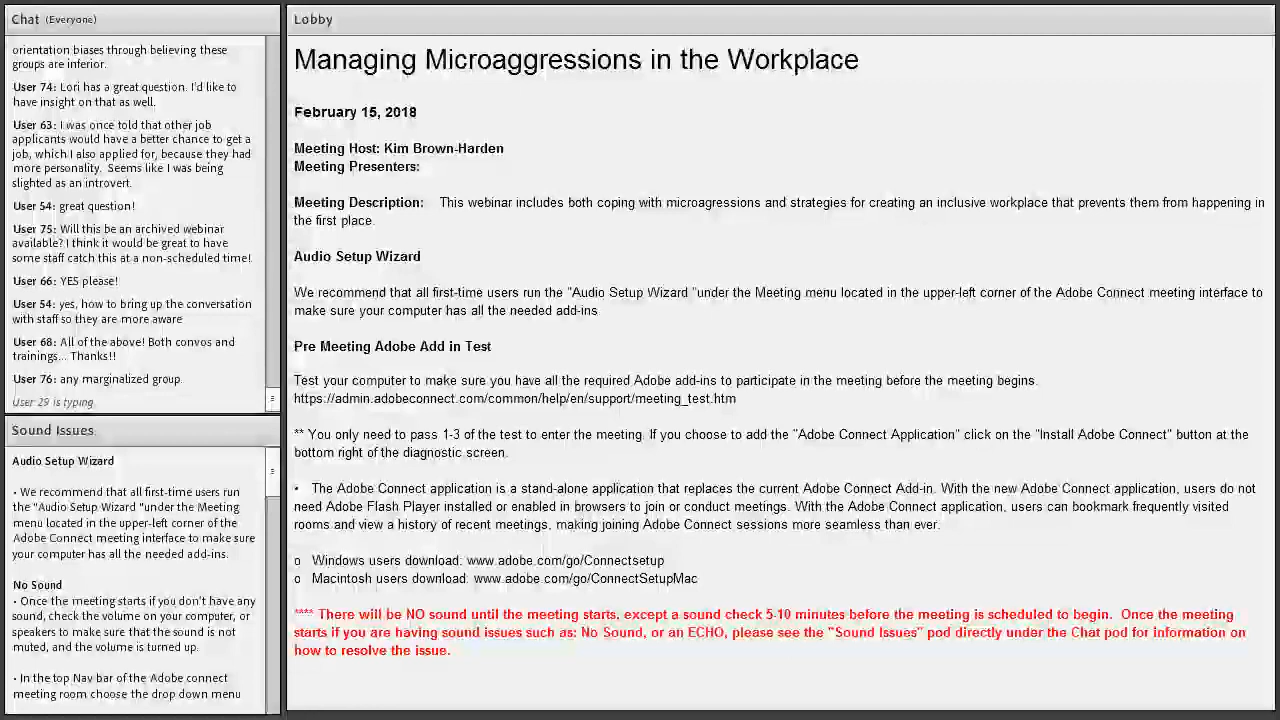 Chat (Everyone)
orientation biases through believing these
groups are inferior.
User 74: Lori has a great question. I'd like to
have insight on that as well.
User 63: I was once told that other job
applicants would have a better chance to get a
job, which I also applied for, because they had
more personality.  Seems like I was being
slighted as an introvert.
User 54: great question!
User 75: Will this be an archived webinar
available? I think it would be great to have
some staff catch this at a non-scheduled time!
User 66: YES please!
User 54: yes, how to bring up the conversation
with staff so they are more aware
User 68: All of the above! Both convos and
trainings... Thanks!!
User 76: any marginalized group.
User 29 is typing
Sound Issues
Audio Setup Wizard
• We recommend that all first-time users run
the "Audio Setup Wizard "under the Meeting
menu located in the upper-left corner of the
Adobe Connect meeting interface to make sure
your computer has all the needed add-ins.
No Sound
• Once the meeting starts if you don't have any
sound, check the volume on your computer, or
speakers to make sure that the sound is not
muted, and the volume is turned up.
• In the top Nav bar of the Adobe connect
meeting room choose the drop down menu
Lobby
Managing Microaggressions in the Workplace
February 15, 2018
Meeting Host: Kim Brown-Harden
Meeting Presenters:
Meeting Description:    This webinar includes both coping with microagressions and strategies for creating an inclusive workplace that prevents them from happening in
the first place.
Audio Setup Wizard
We recommend that all first-time users run the "Audio Setup Wizard "under the Meeting menu located in the upper-left corner of the Adobe Connect meeting interface to
make sure your computer has all the needed add-ins
Pre Meeting Adobe Add in Test
Test your computer to make sure you have all the required Adobe add-ins to participate in the meeting before the meeting begins.
https://admin.adobeconnect.com/common/help/en/support/meeting_test.htm
** You only need to pass 1-3 of the test to enter the meeting. If you choose to add the "Adobe Connect Application" click on the "Install Adobe Connect" button at the
bottom right of the diagnostic screen.
•   The Adobe Connect application is a stand-alone application that replaces the current Adobe Connect Add-in. With the new Adobe Connect application, users do not
need Adobe Flash Player installed or enabled in browsers to join or conduct meetings. With the Adobe Connect application, users can bookmark frequently visited
rooms and view a history of recent meetings, making joining Adobe Connect sessions more seamless than ever.
o   Windows users download: www.adobe.com/go/Connectsetup
o   Macintosh users download: www.adobe.com/go/ConnectSetupMac
**** There will be NO sound until the meeting starts, except a sound check 5-10 minutes before the meeting is scheduled to begin.  Once the meeting
starts if you are having sound issues such as: No Sound, or an ECHO, please see the "Sound Issues" pod directly under the Chat pod for information on
how to resolve the issue.